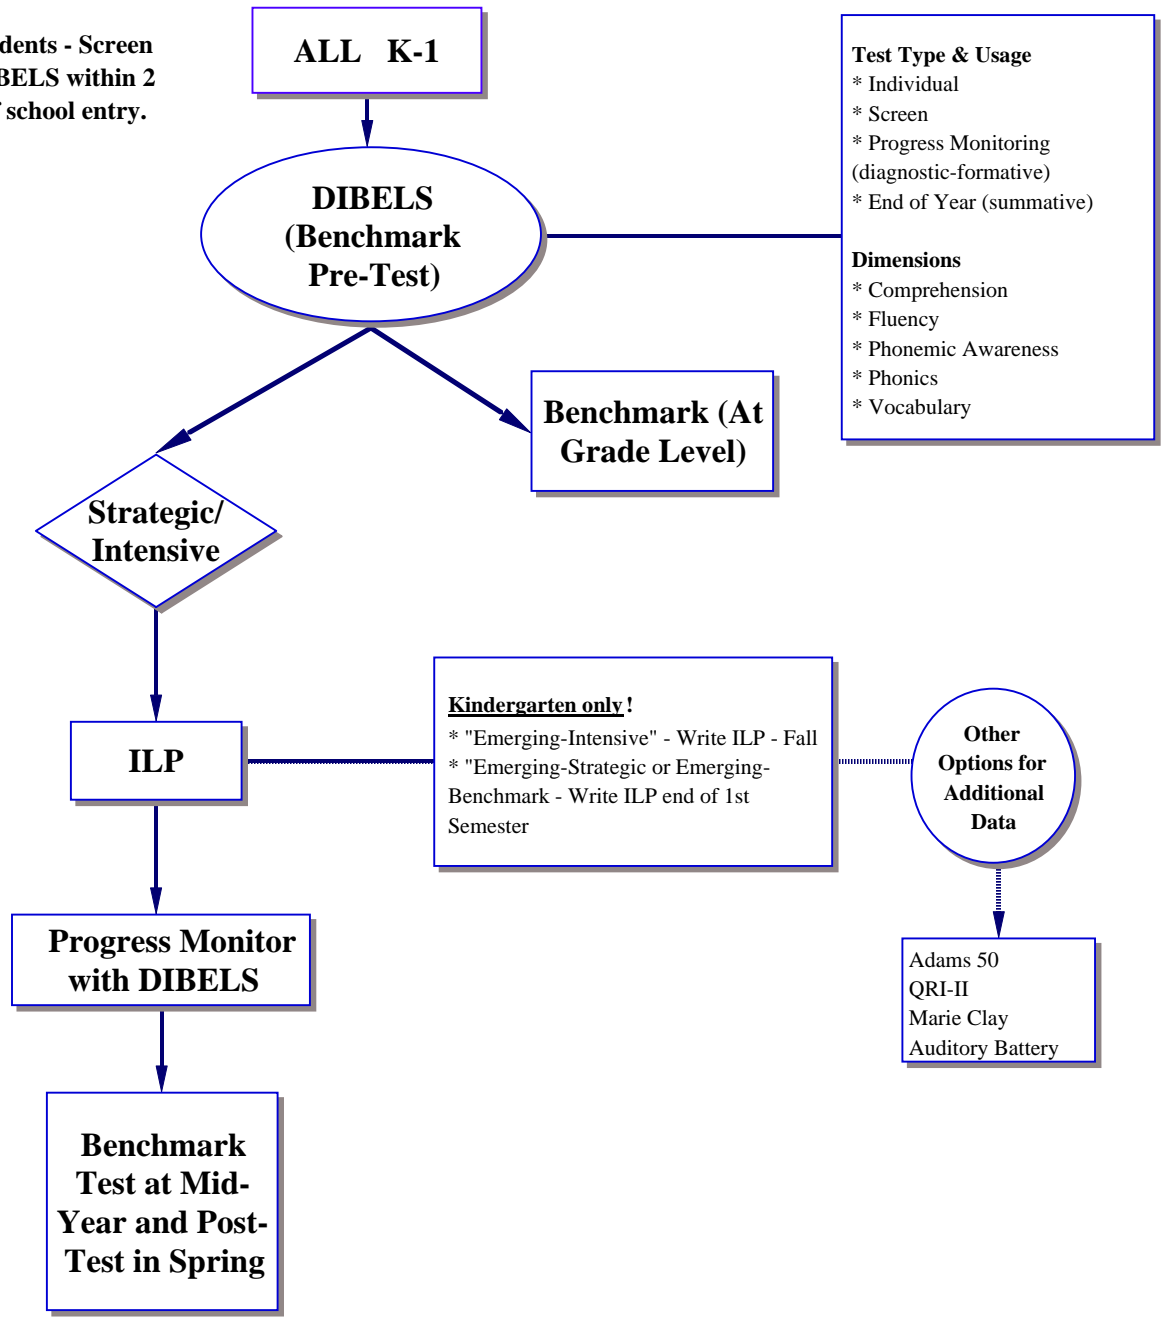 dents - Screen
BELS within 2
school entry.
ALL K-1
DIBELS
(Benchmark
Pre-Test)
Test Type & Usage
* Individual
* Screen
* Progress Monitoring
(diagnostic-formative)
* End of Year (summative)
Dimensions
* Comprehension
* Fluency
* Phonemic Awareness
* Phonics
* Vocabulary
Benchmark (At
Grade Level)
Strategic/
Intensive
ILP
Kindergarten only!
* "Emerging-Intensive" - Write ILP - Fall
* "Emerging-Strategic or Emerging-
Benchmark - Write ILP end of 1st
Semester
Other
Options for
Additional
Data
Adams 50
QRI-II
Marie Clay
Auditory Battery
Progress Monitor
with DIBELS
Benchmark
Test at Mid-
Year and Post-
Test in Spring